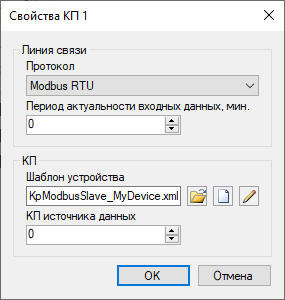 Свойства КП 1
Линия связи
Протокол
Modbus RTU
Период актуальности входных данных, мин.
0
КП
Шаблон устройства
KpModbusSlave_MyDevice.xml
КП источника данных
0
OK
Отмена